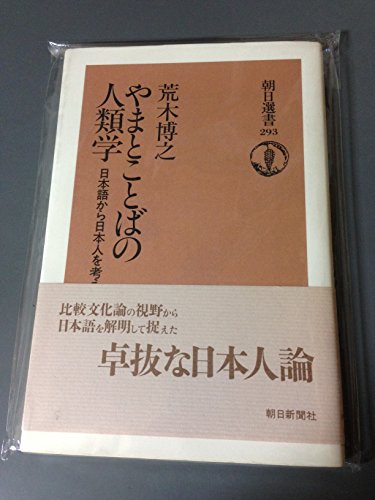 朝日選書
293
荒木博之
やまとことばの
人類学
日本語から日本人を考え
比較文化論の視野から
日本語を解明して捉えた
卓抜な日本人論
朝日新聞社